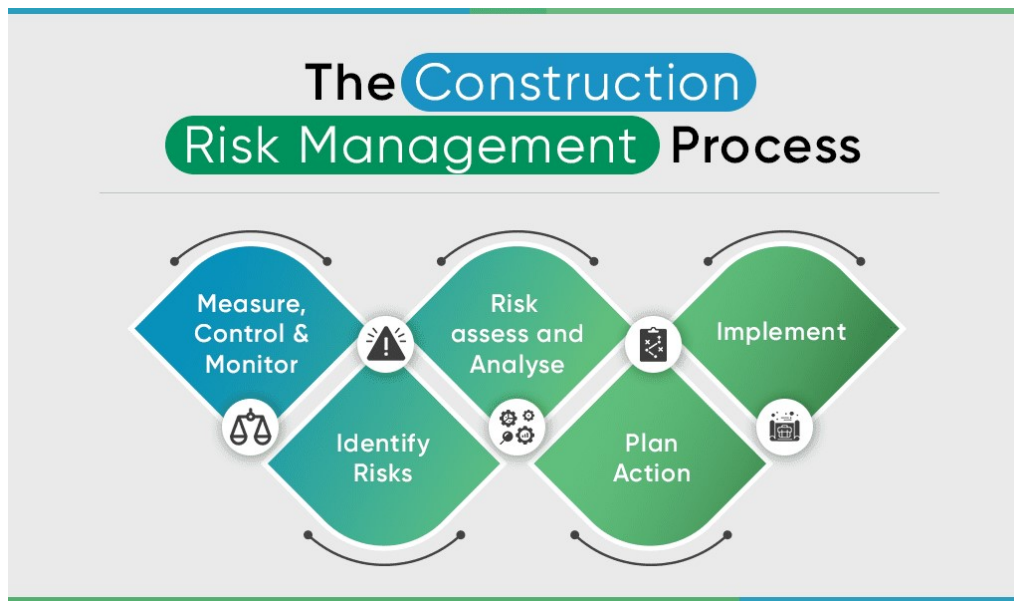 The Construction
Risk Management Process
Measure,
Control &
Monitor
Identify
Risks
Risk
assess and
Analyse
Plan
Action
Implement